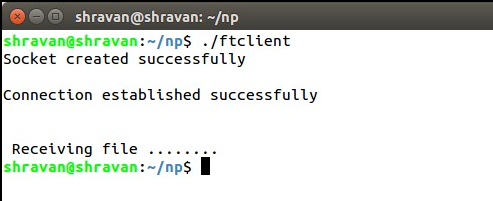 shravan@shravan: ~/np
shravan@shravan:~/np$ ./ftclient
Socket created successfully
Connection established successfully
Receiving file ........
shravan@shravan:~/np$